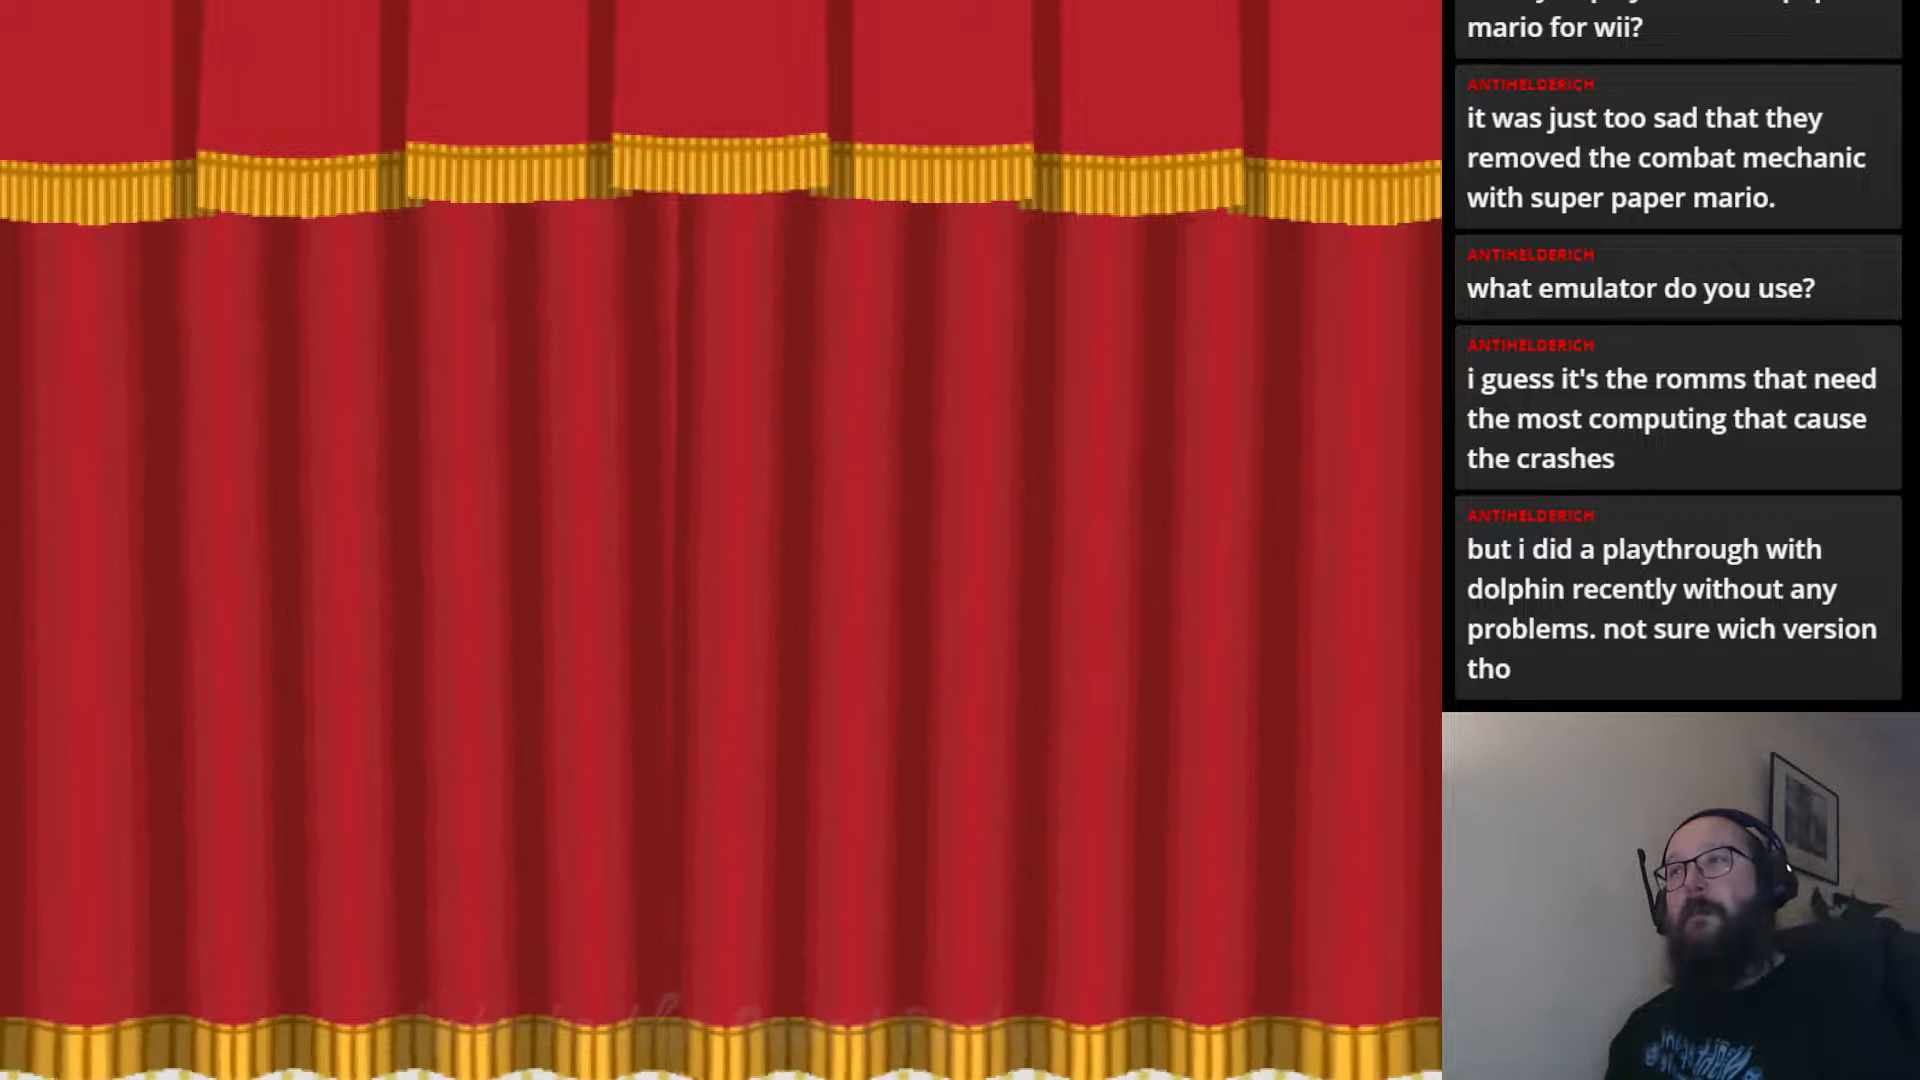 mario for wii?
ANTIHELDERICH
it was just too sad that they
removed the combat mechanic
with super paper mario.
ANTIHELDERICH
what emulator do you use?
ANTIHELDERICH
i guess it's the romms that need
the most computing that cause
the crashes
ANTIHELDERICH
but i did a playthrough with
dolphin recently without any
problems. not sure wich version
tho